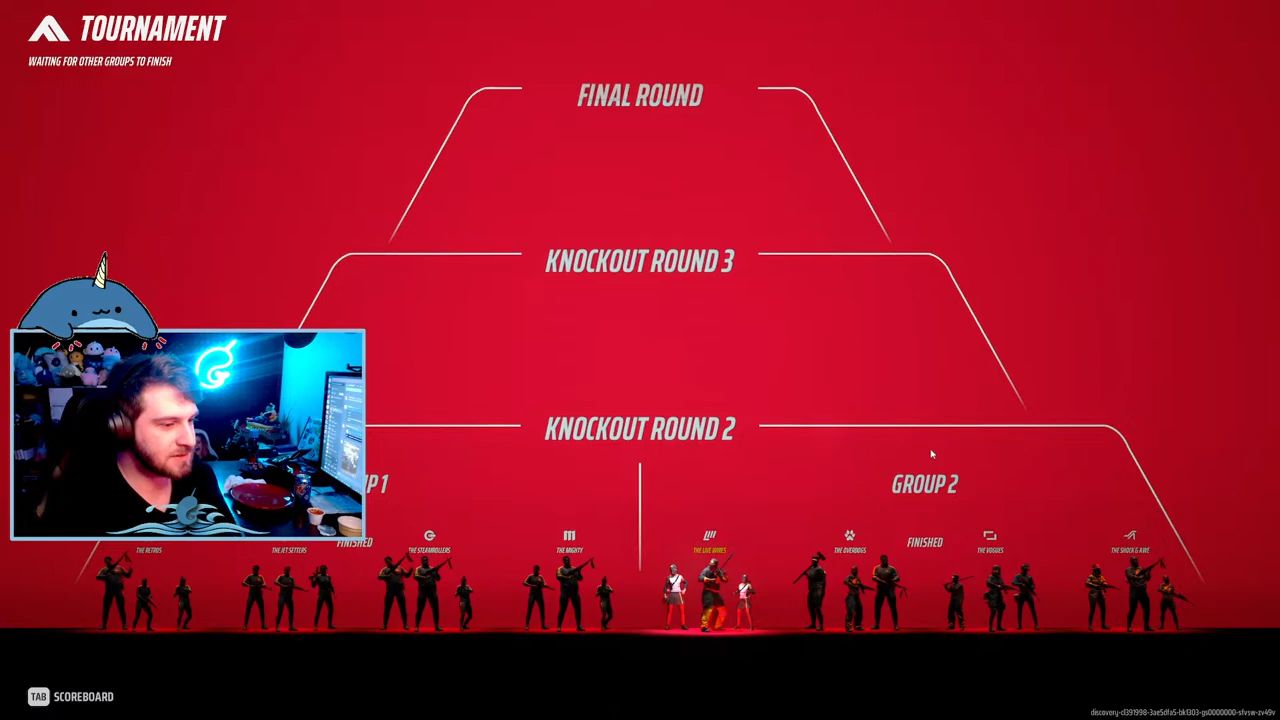 TOURNAMENT
WAITING FOR OTHER GROUPS TO FINISH
FINAL ROUND
KNOCKOUT ROUND 3
KNOCKOUT ROUND 2
UP 1
GROUP 2
FINISHED
FINISHED
THE RETROS
THE JET SETTERS
THE STEAMROLLERS
THE MIGHTY
THE LIVE WIRES
THE OVERDOGS
THE VOGUES
THE SHOCK & AWE
TAB SCOREBOARD